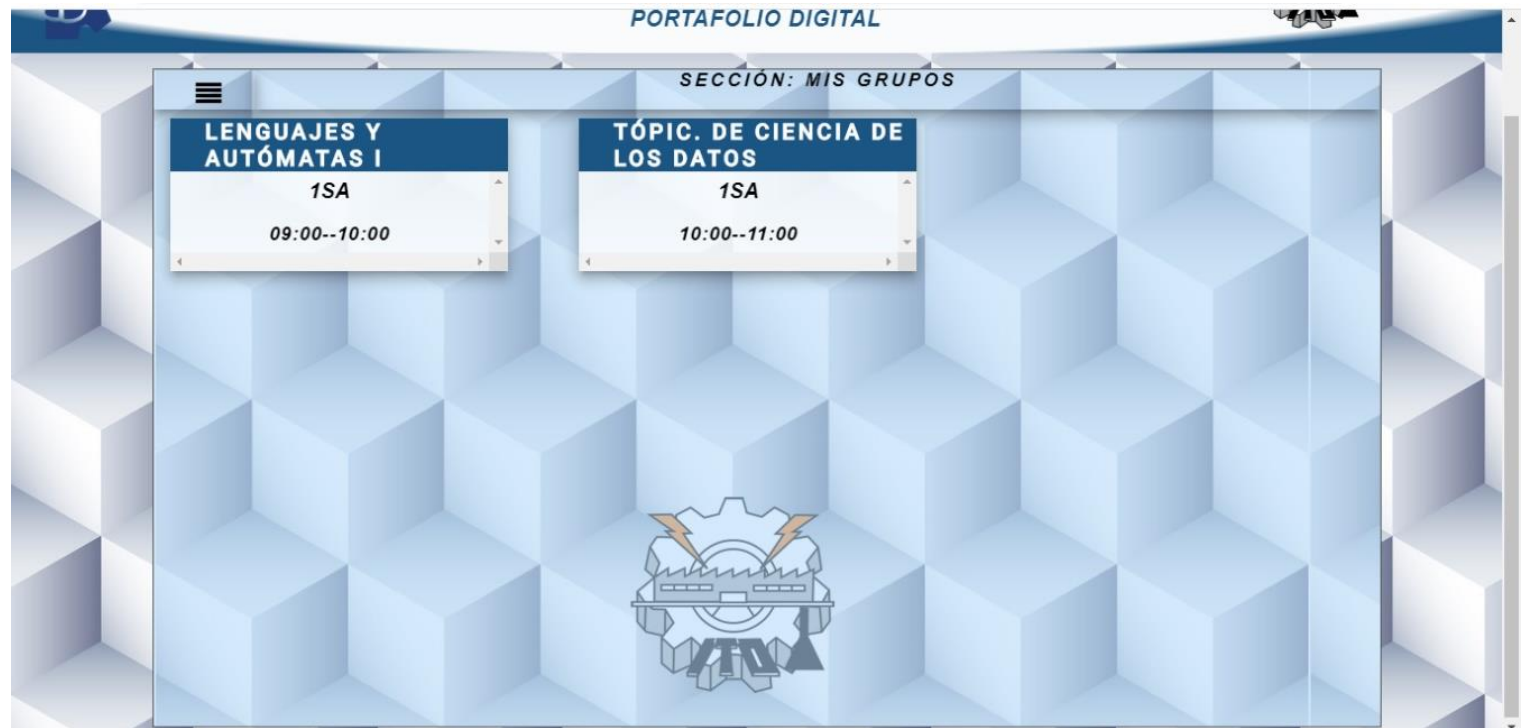 PORTAFOLIO DIGITAL
SECCIÓN: MIS GRUPOS
LENGUAJES Y
AUTÓMATAS I
1SA
09:00--10:00
TÓPIC. DE CIENCIA DE
LOS DATOS
1SA
10:00--11:00
ITO